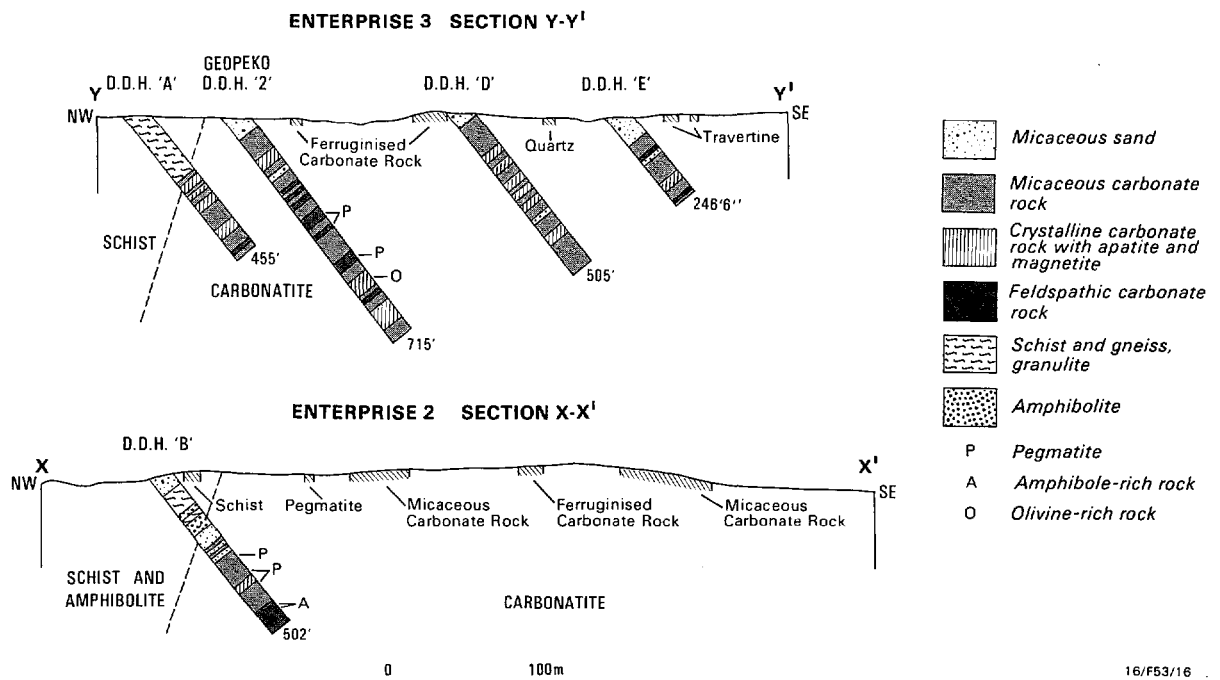 ENTERPRISE 3 SECTION Y-Y'
GEOPEKO
D.D.H. 'A' D.D.H. '2' D.D.H. 'D' D.D.H. 'E'
Y Y'
NW SE
Ferruginised
Carbonate Rock
Quartz
Travertine
P
P
O
SCHIST
CARBONATITE
455'
715'
505'
246'6"
ENTERPRISE 2 SECTION X-X'
D.D.H. 'B'
X X'
NW SE
Schist
Pegmatite
Micaceous
Carbonate Rock
Ferruginised
Carbonate Rock
Micaceous
Carbonate Rock
P
P
A
SCHIST AND
AMPHIBOLITE
CARBONATITE
502'
0 100m
Micaceous sand
Micaceous carbonate
rock
Crystalline carbonate
rock with apatite and
magnetite
Feldspathic carbonate
rock
Schist and gneiss,
granulite
Amphibolite
P Pegmatite
A Amphibole-rich rock
O Olivine-rich rock
16/F53/16